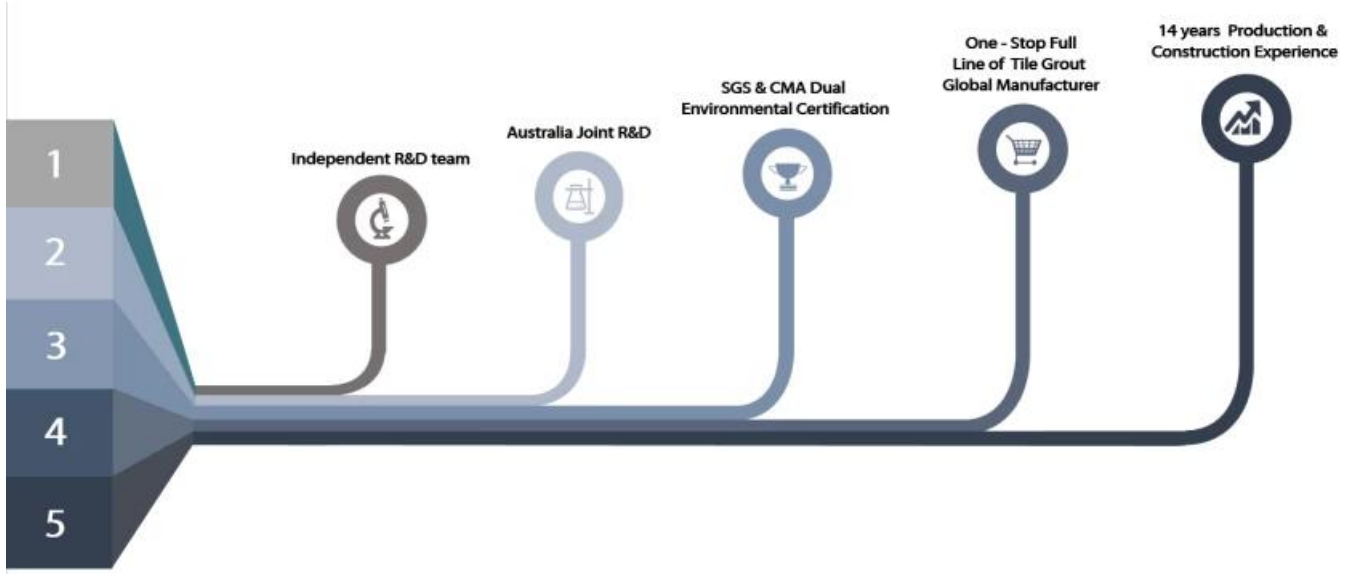 1
2
3
4
5
Independent R&D team
Australia Joint R&D
SGS & CMA Dual
Environmental Certification
One - Stop Full
Line of Tile Grout
Global Manufacturer
14 years Production &
Construction Experience